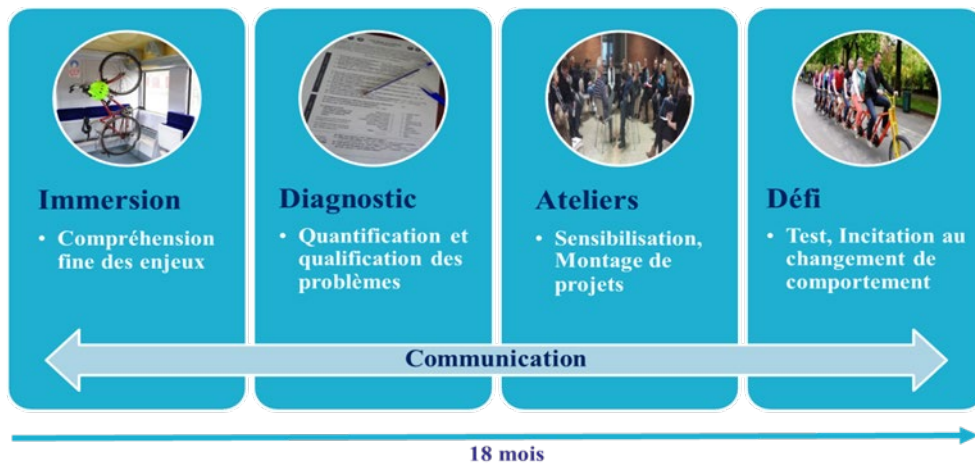 Immersion
• Compréhension
fine des enjeux
Diagnostic
• Quantification et
qualification des
problèmes
Ateliers
• Sensibilisation,
Montage de
projets
Défi
• Test, Incitation au
changement de
comportement
Communication
18 mois